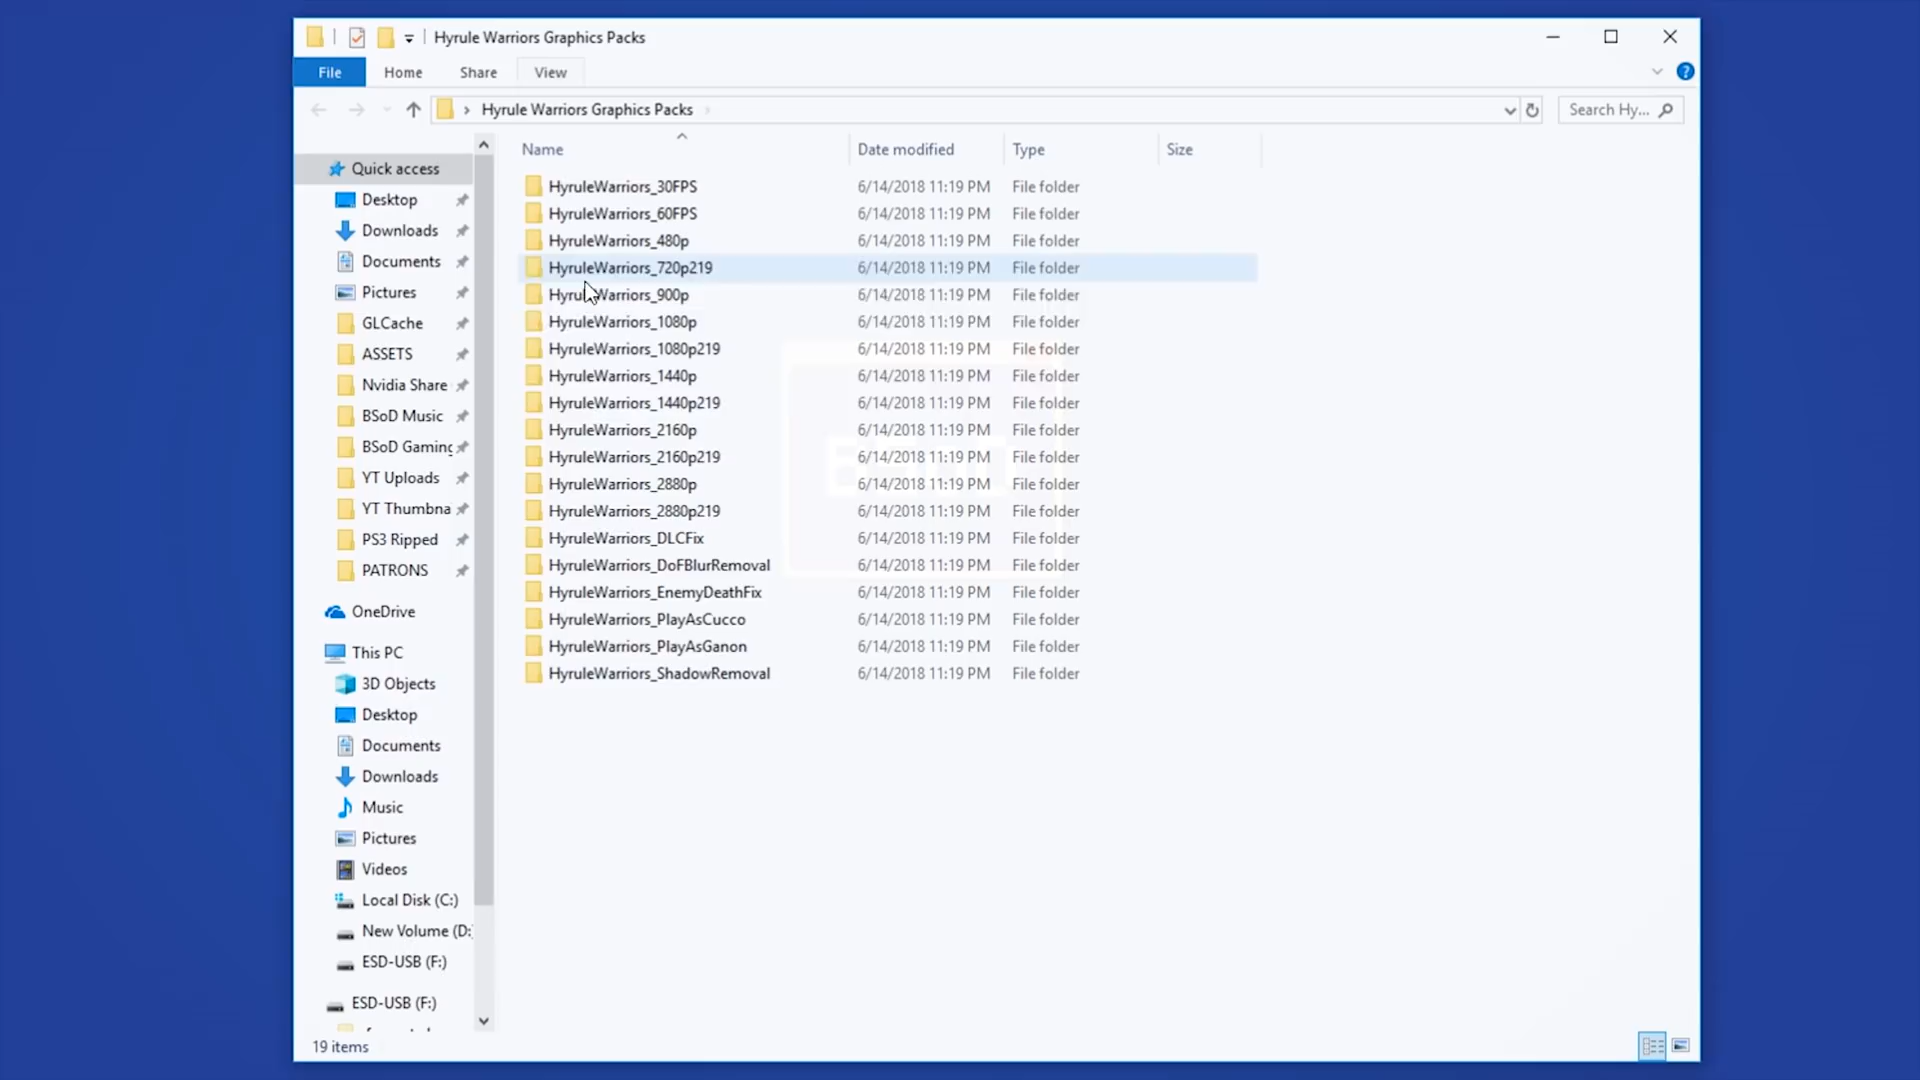 Hyrule Warriors Graphics Packs
File Home Share View
Hyrule Warriors Graphics Packs
Search Hy...
Name Date modified Type Size
Quick access
Desktop
Downloads
Documents
Pictures
GLCache
ASSETS
Nvidia Share
BSoD Music
BSoD Gaming
YT Uploads
YT Thumbna
PS3 Ripped
PATRONS
OneDrive
This PC
3D Objects
Desktop
Documents
Downloads
Music
Pictures
Videos
Local Disk (C:)
New Volume (D:
ESD-USB (F:)
ESD-USB (F:)
HyruleWarriors_30FPS 6/14/2018 11:19 PM File folder
HyruleWarriors_60FPS 6/14/2018 11:19 PM File folder
HyruleWarriors_480p 6/14/2018 11:19 PM File folder
HyruleWarriors_720p219 6/14/2018 11:19 PM File folder
HyruleWarriors_900p 6/14/2018 11:19 PM File folder
HyruleWarriors_1080p 6/14/2018 11:19 PM File folder
HyruleWarriors_1080p219 6/14/2018 11:19 PM File folder
HyruleWarriors_1440p 6/14/2018 11:19 PM File folder
HyruleWarriors_1440p219 6/14/2018 11:19 PM File folder
HyruleWarriors_2160p 6/14/2018 11:19 PM File folder
HyruleWarriors_2160p219 6/14/2018 11:19 PM File folder
HyruleWarriors_2880p 6/14/2018 11:19 PM File folder
HyruleWarriors_2880p219 6/14/2018 11:19 PM File folder
HyruleWarriors_DLCFix 6/14/2018 11:19 PM File folder
HyruleWarriors_DoFBlurRemoval 6/14/2018 11:19 PM File folder
HyruleWarriors_EnemyDeathFix 6/14/2018 11:19 PM File folder
HyruleWarriors_PlayAsCucco 6/14/2018 11:19 PM File folder
HyruleWarriors_PlayAsGanon 6/14/2018 11:19 PM File folder
HyruleWarriors_ShadowRemoval 6/14/2018 11:19 PM File folder
19 items